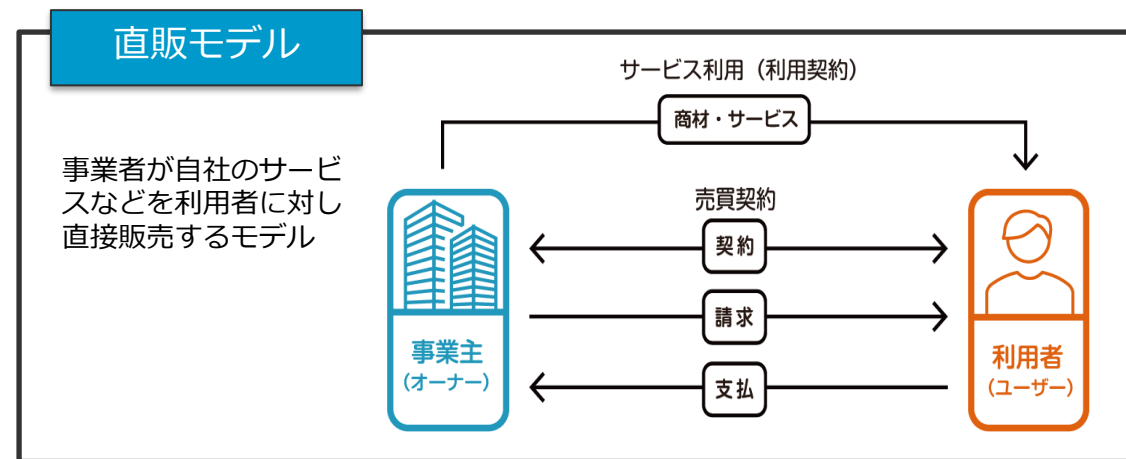 直販モデル
サービス利用（利用契約）
商材・サービス
事業者が自社のサービ
スなどを利用者に対し
直接販売するモデル
売買契約
契約
請求
支払
事業主
（オーナー）
利用者
（ユーザー）